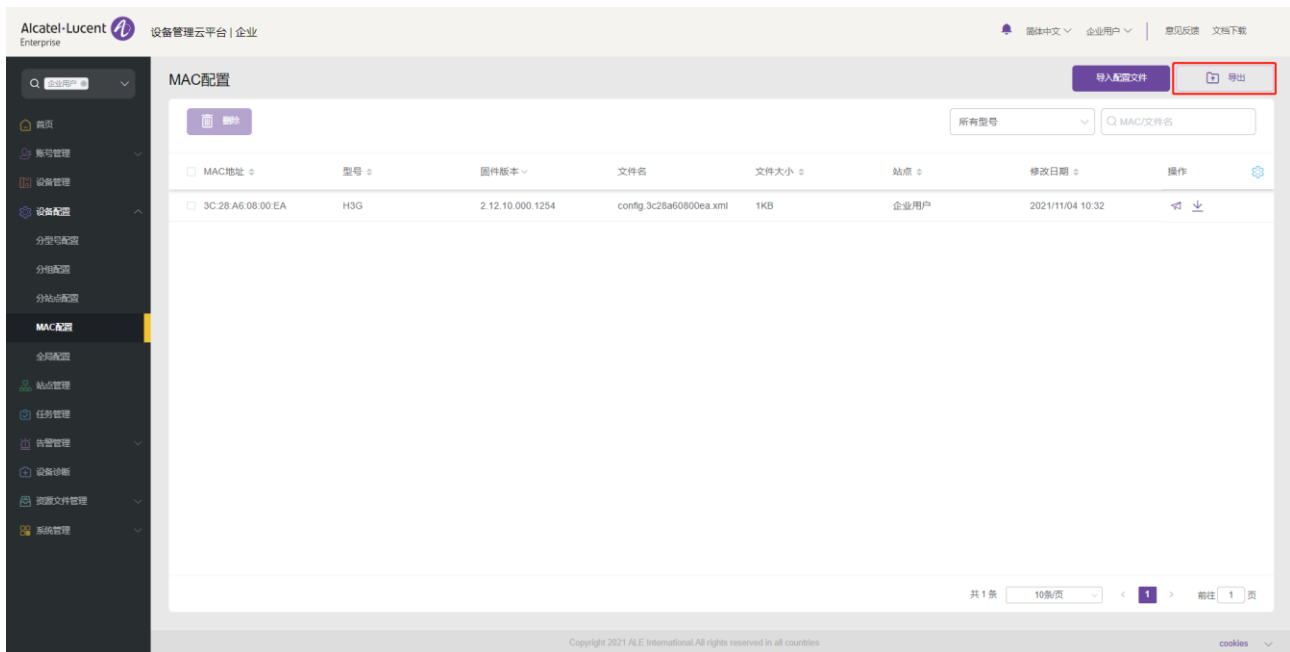 Alcatel·Lucent
Enterprise
设备管理云平台 | 企业
简体中文 企业用户 意见反馈 文档下载
企业用户
MAC配置
导入配置文件 导出
首页
账号管理
设备管理
设备配置
分型号配置
分组配置
分站点配置
MAC配置
全局配置
站点管理
任务管理
告警管理
设备诊断
资源文件管理
系统管理
删除 所有型号 MAC/文件名
MAC地址 型号 固件版本 文件名 文件大小 站点 修改日期 操作
3C:28:A6:08:00:EA H3G 2.12.10.000.1254 config.3c28a60800ea.xml 1KB 企业用户 2021/11/04 10:32
共 1 条 10条/页 < 1 > 前往 1 页
Copyright 2021 ALE International.All rights reserved in all countries
cookies